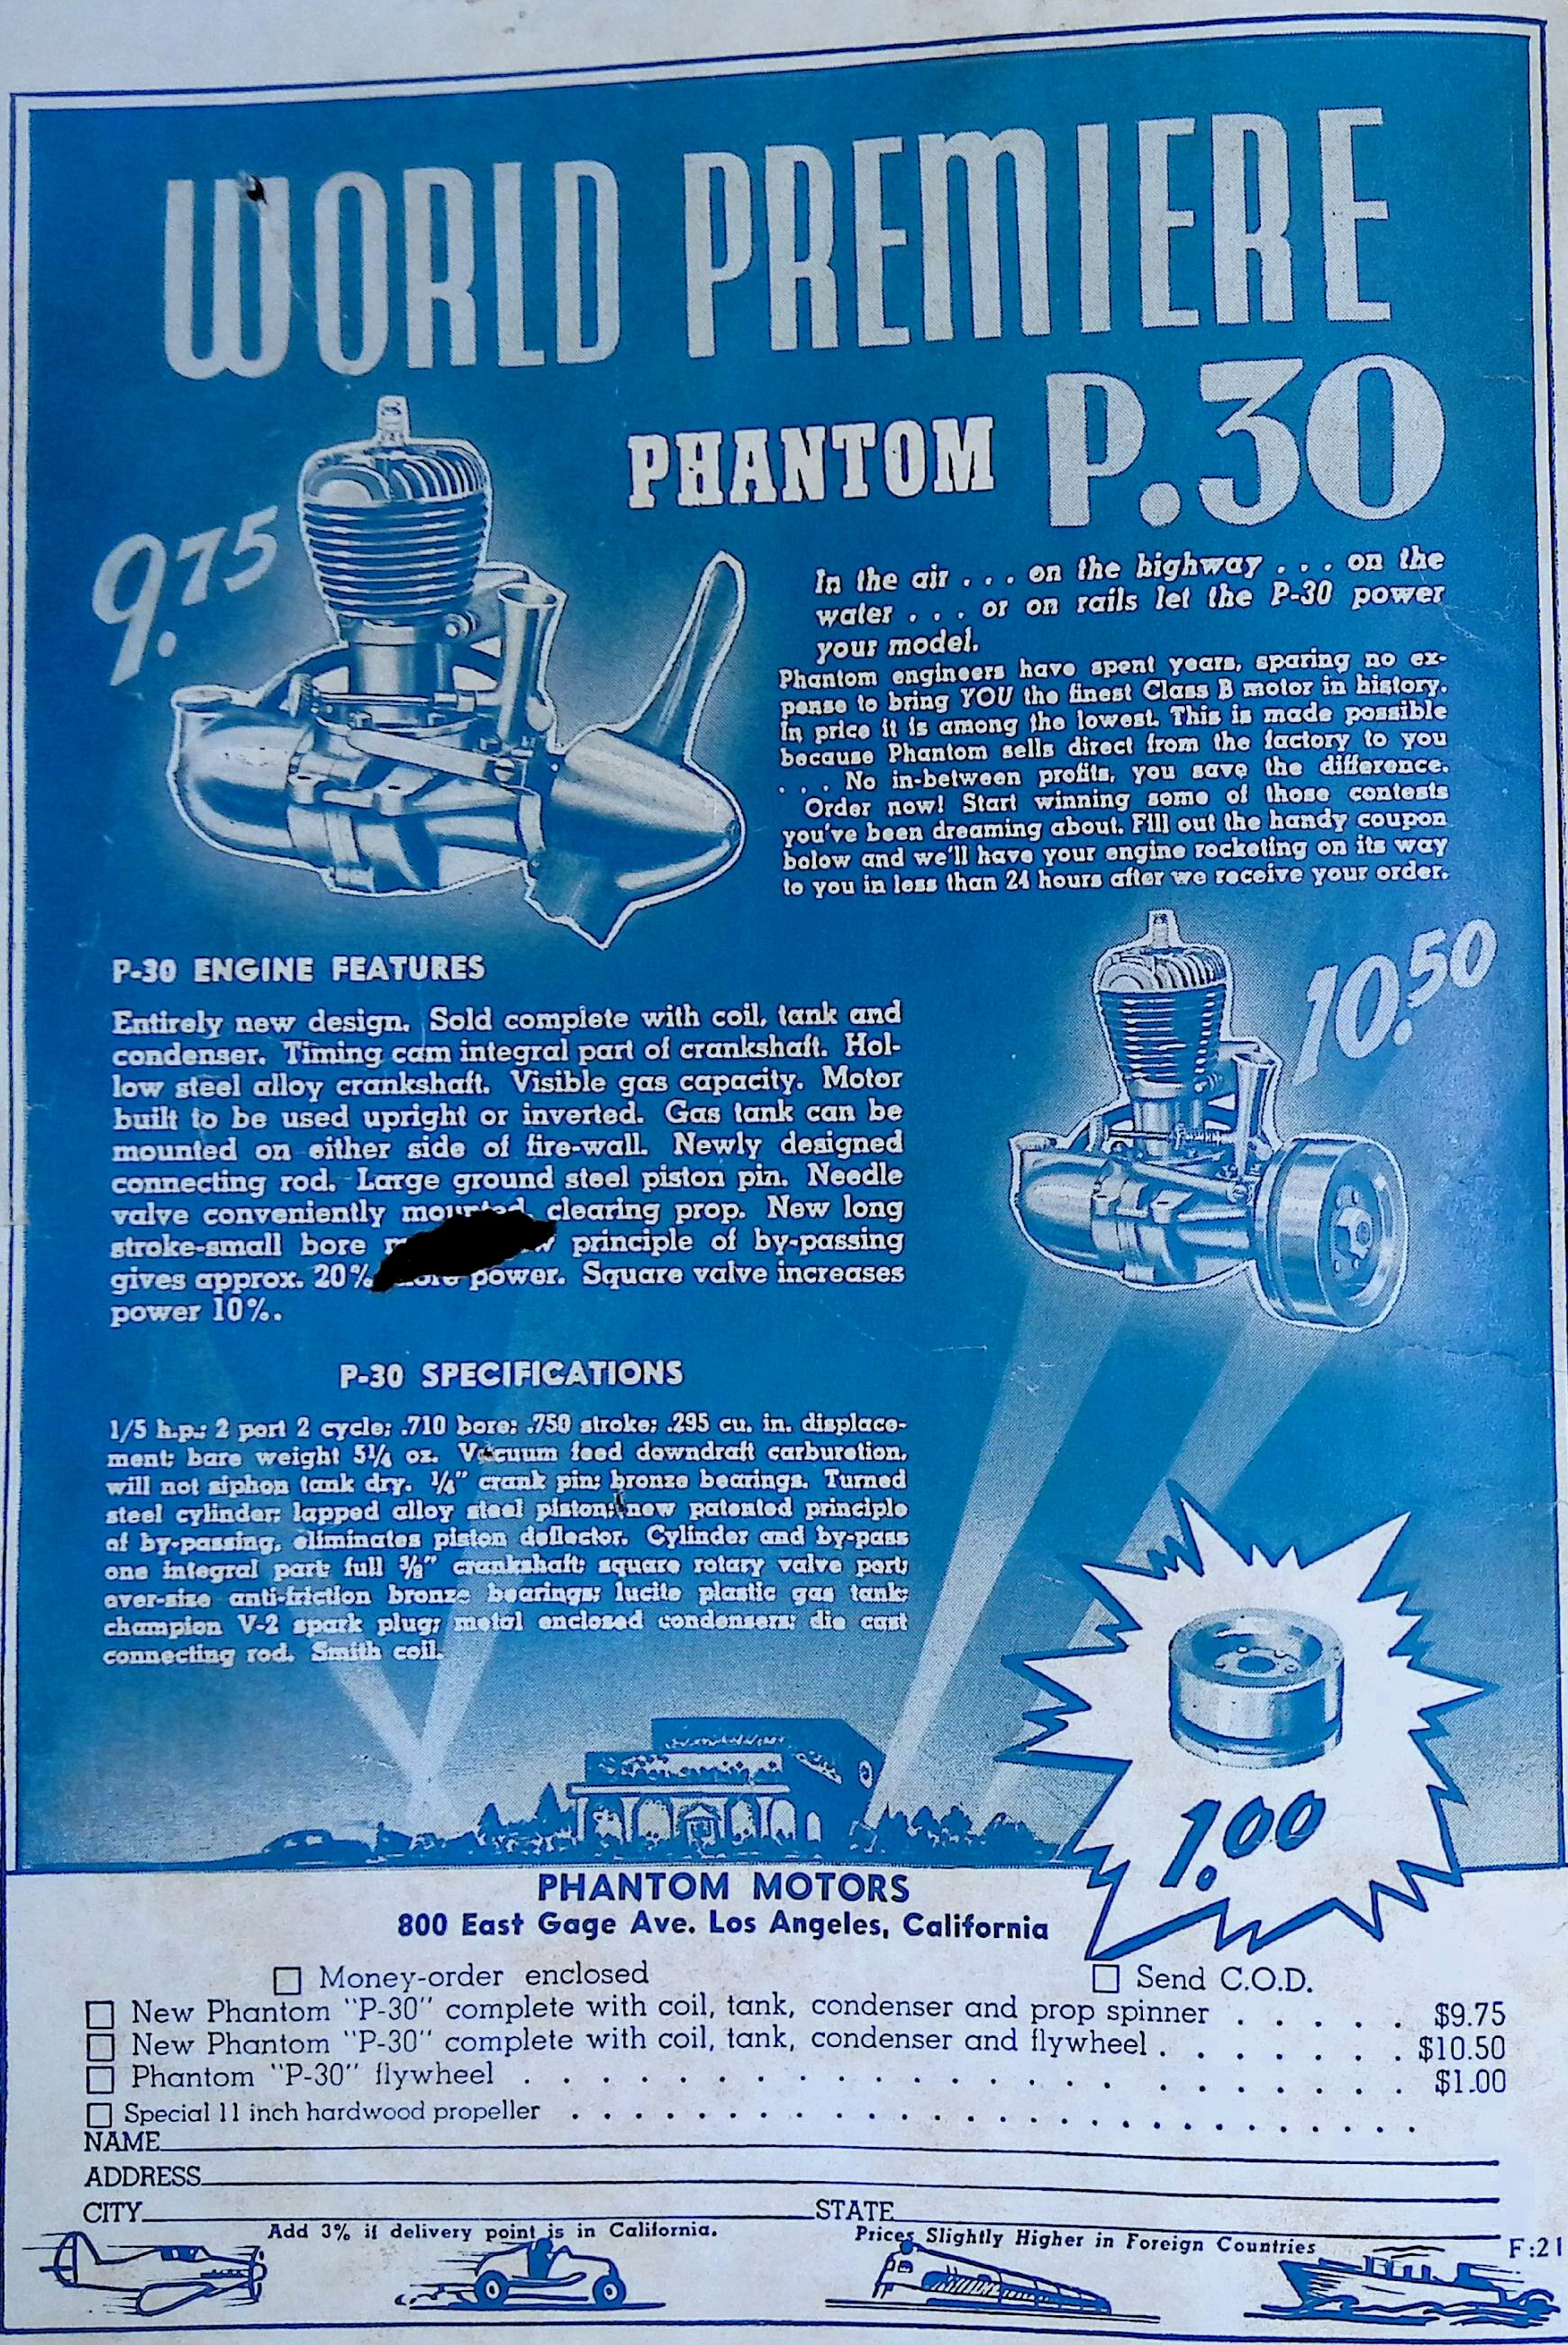 WORLD PREMIERE
PHANTOM P.30
9.75
In the air . . . on the highway . . . on the
water . . . or on rails let the P-30 power
your model.
Phantom engineers have spent years, sparing no ex-
pense to bring YOU the finest Class B motor in history.
In price it is among the lowest. This is made possible
because Phantom sells direct from the factory to you
. . . No in-between profits, you save the difference.
Order now! Start winning some of those contests
you've been dreaming about. Fill out the handy coupon
below and we'll have your engine rocketing on its way
to you in less than 24 hours after we receive your order.
10.50
P-30 ENGINE FEATURES
Entirely new design. Sold complete with coil, tank and
condenser. Timing cam integral part of crankshaft. Hol-
low steel alloy crankshaft. Visible gas capacity. Motor
built to be used upright or inverted. Gas tank can be
mounted on either side of fire-wall. Newly designed
connecting rod. Large ground steel piston pin. Needle
valve conveniently mounted, clearing prop. New long
stroke-small bore principle of by-passing
gives approx. 20% more power. Square valve increases
power 10%.
P-30 SPECIFICATIONS
1/5 h.p.; 2 port 2 cycle; .710 bore; .750 stroke; .295 cu. in. displace-
ment; bare weight 5¼ oz. Vacuum feed downdraft carburetion,
will not siphon tank dry. ¼" crank pin; bronze bearings. Turned
steel cylinder; lapped alloy steel piston; new patented principle
of by-passing, eliminates piston deflector. Cylinder and by-pass
one integral part; full ⅜" crankshaft; square rotary valve port;
over-size anti-friction bronze bearings; lucite plastic gas tank;
champion V-2 spark plug; metal enclosed condensers; die cast
connecting rod. Smith coil.
1.00
PHANTOM MOTORS
800 East Gage Ave. Los Angeles, California
Money-order enclosed Send C.O.D.
New Phantom "P-30" complete with coil, tank, condenser and prop spinner . . . . . $9.75
New Phantom "P-30" complete with coil, tank, condenser and flywheel . . . . . . . $10.50
Phantom "P-30" flywheel . . . . . . . . . . . . . . . . . . $1.00
Special 11 inch hardwood propeller . . . . . . . . . . . . . . . . . .
NAME
ADDRESS
CITY STATE
Add 3% if delivery point is in California. Prices Slightly Higher in Foreign Countries F:21